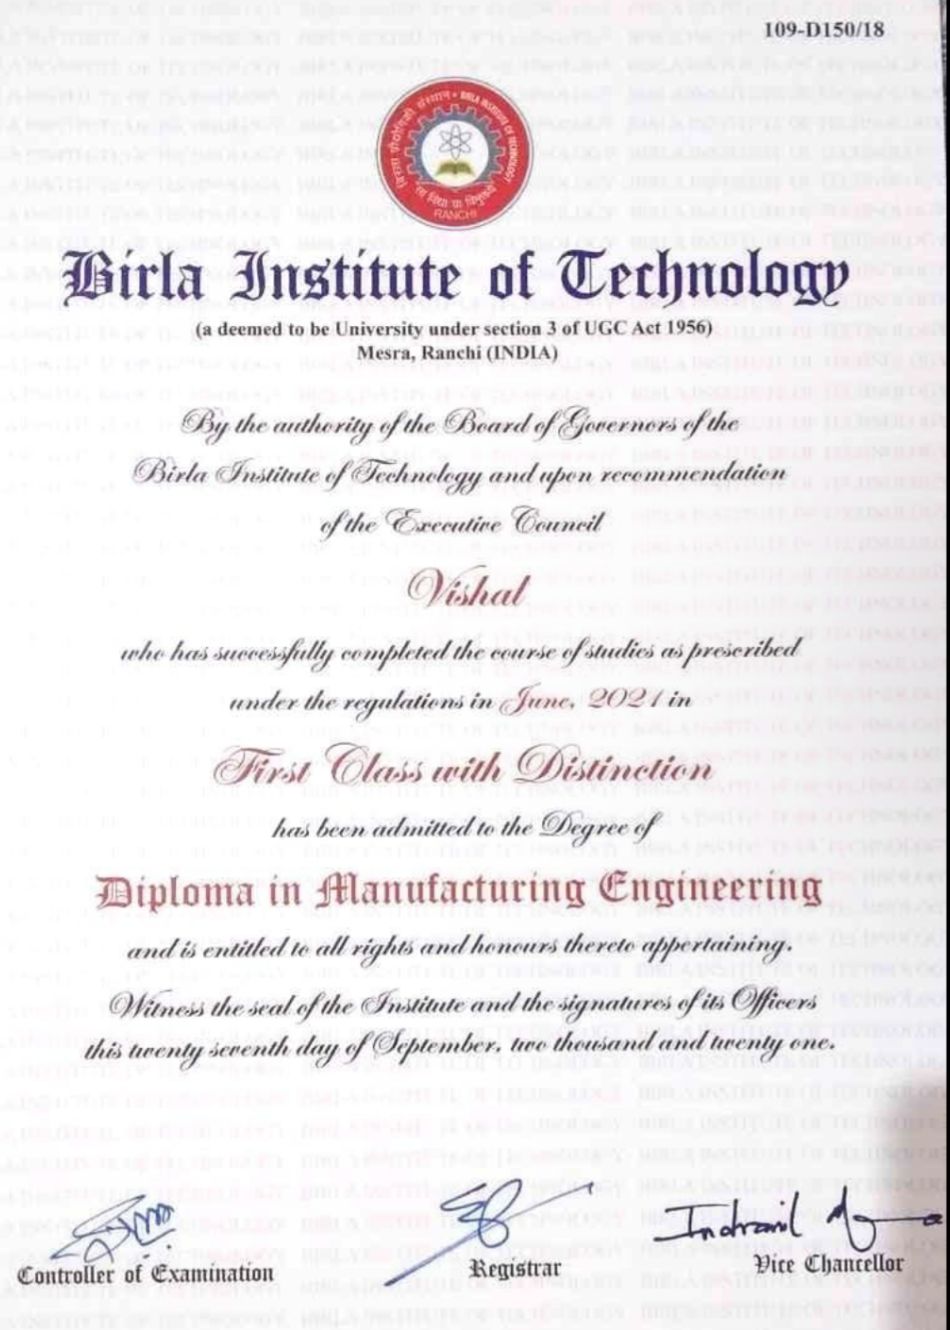 109-D150/18
BIRLA INSTITUTE OF TECHNOLOGY
RANCHI
Birla Institute of Technology
(a deemed to be University under section 3 of UGC Act 1956)
Mesra, Ranchi (INDIA)
By the authority of the Board of Governors of the
Birla Institute of Technology and upon recommendation
of the Executive Council
Vishal
who has successfully completed the course of studies as prescribed
under the regulations in June, 2021 in
First Class with Distinction
has been admitted to the Degree of
Diploma in Manufacturing Engineering
and is entitled to all rights and honours thereto appertaining.
Witness the seal of the Institute and the signatures of its Officers
this twenty seventh day of September, two thousand and twenty one.
Indranil
Controller of Examination
Registrar
Vice Chancellor